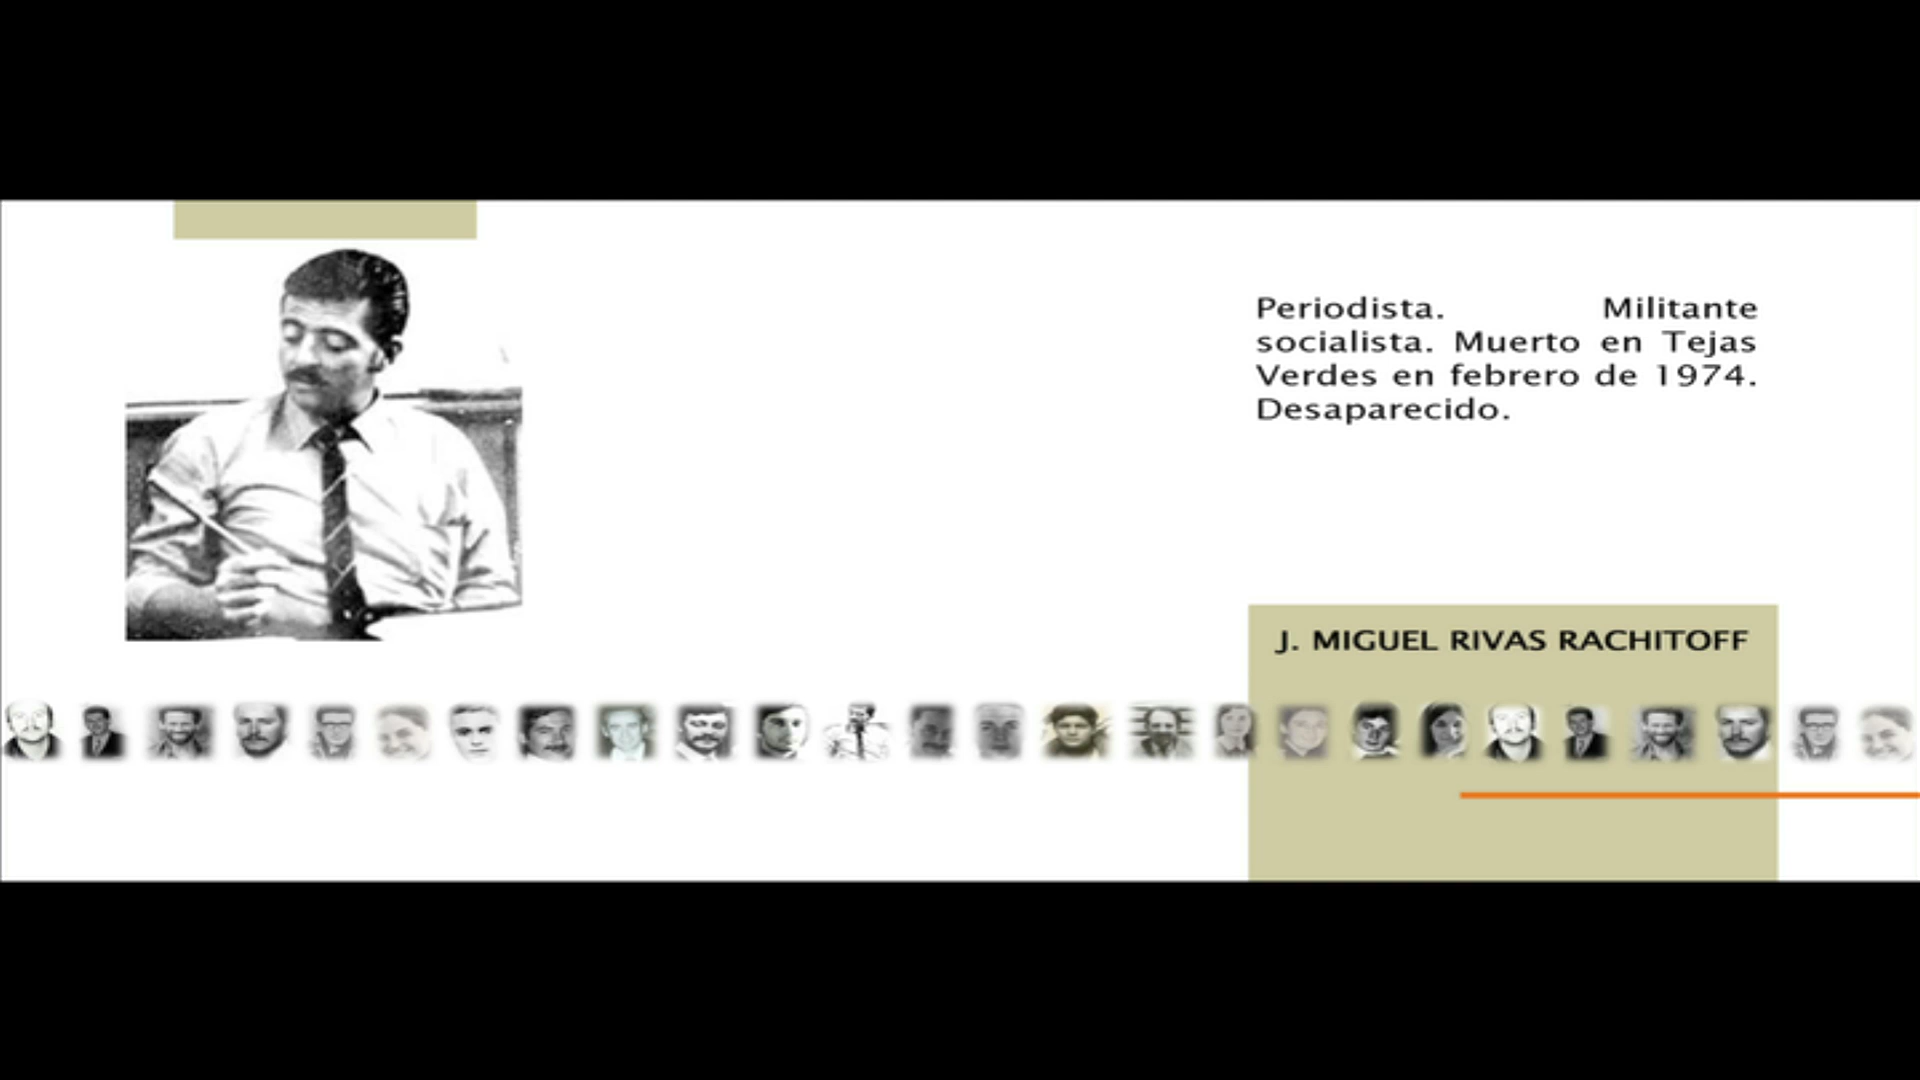 Periodista. Militante
socialista. Muerto en Tejas
Verdes en febrero de 1974.
Desaparecido.
J. MIGUEL RIVAS RACHITOFF